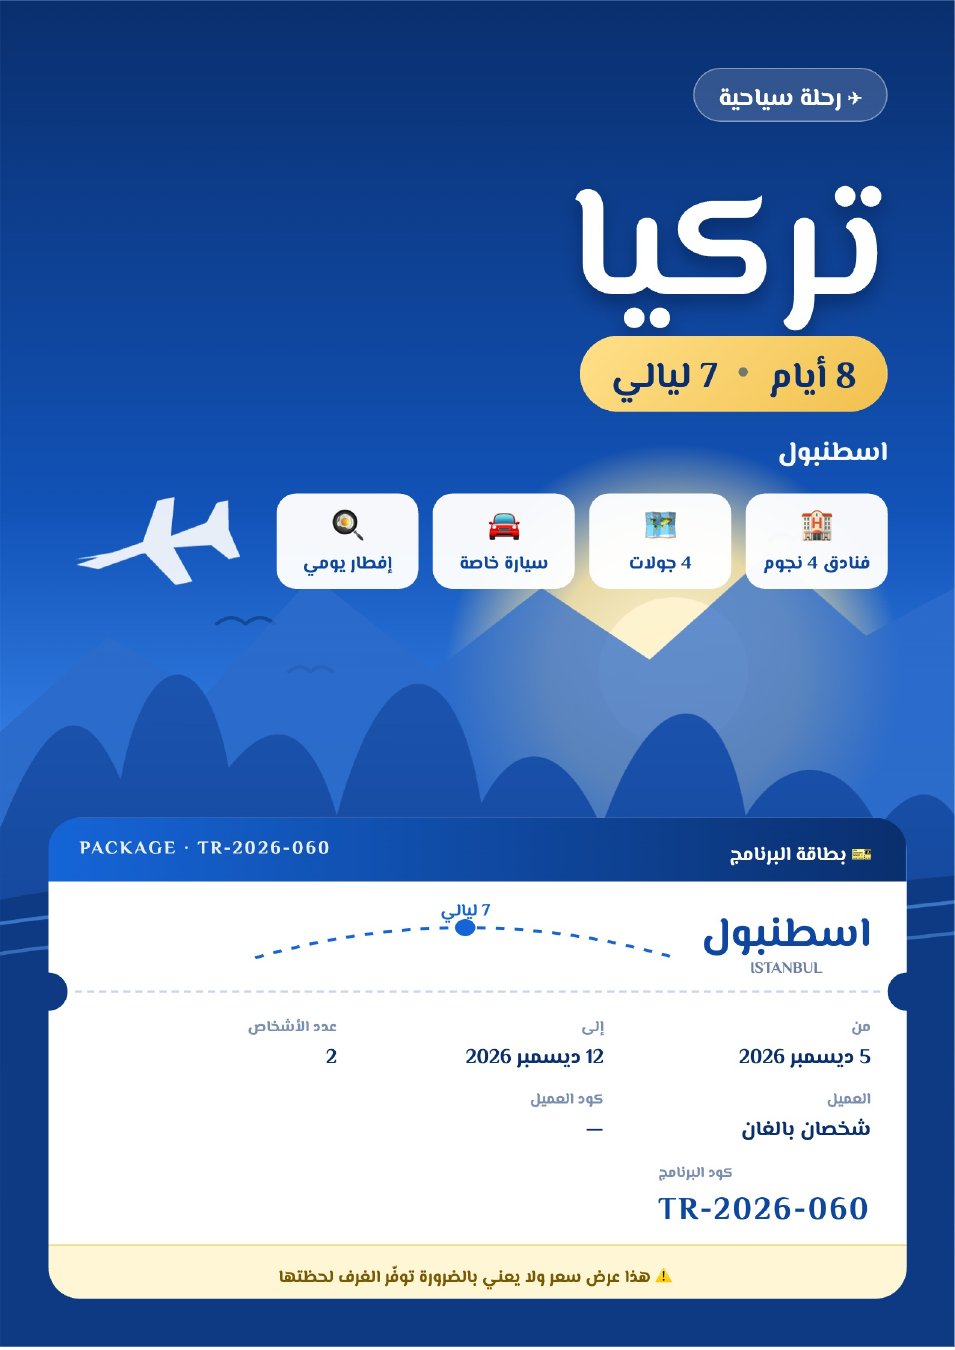 ✈ رحلة سياحية
تركيا
8 أيام • 7 ليالي
اسطنبول
فنادق 4 نجوم
4 جولات
سيارة خاصة
إفطار يومي
🎫 بطاقة البرنامج
PACKAGE · TR-2026-060
اسطنبول
ISTANBUL
7 ليالي
من
5 ديسمبر 2026
إلى
12 ديسمبر 2026
عدد الأشخاص
2
العميل
شخصان بالغان
كود العميل
—
كود البرنامج
TR-2026-060
⚠️ هذا عرض سعر ولا يعني بالضرورة توفّر الغرف لحظتها